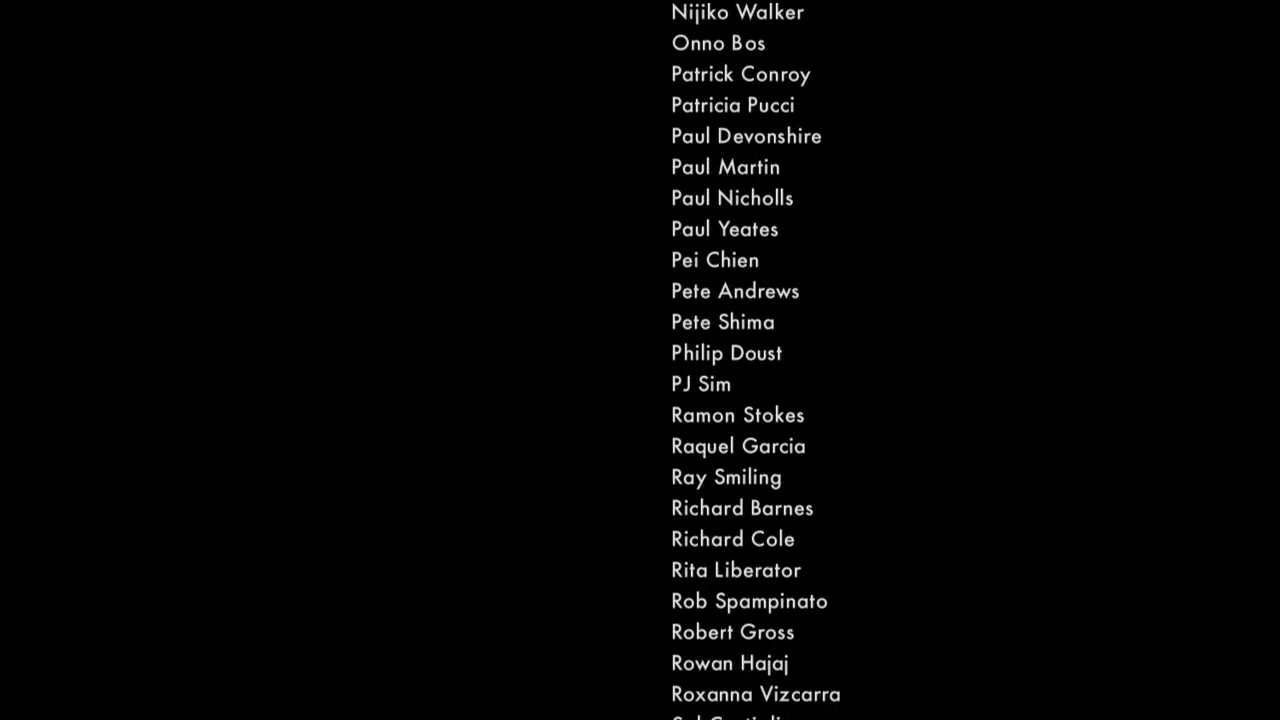 Nijiko Walker
Onno Bos
Patrick Conroy
Patricia Pucci
Paul Devonshire
Paul Martin
Paul Nicholls
Paul Yeates
Pei Chien
Pete Andrews
Pete Shima
Philip Doust
PJ Sim
Ramon Stokes
Raquel Garcia
Ray Smiling
Richard Barnes
Richard Cole
Rita Liberator
Rob Spampinato
Robert Gross
Rowan Hajaj
Roxanna Vizcarra